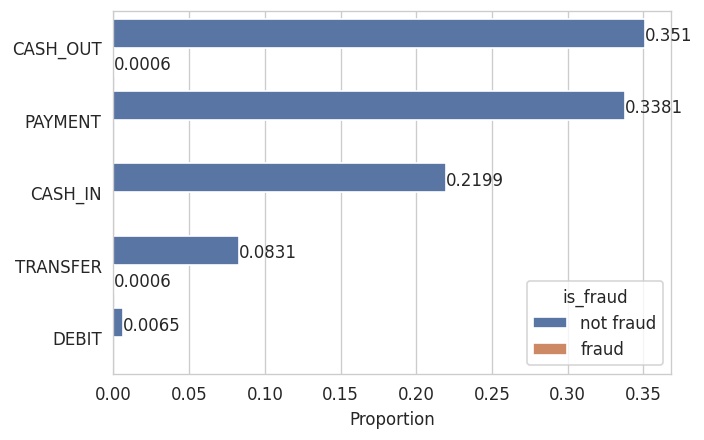 CASH_OUT
0.351
0.0006
PAYMENT
0.3381
CASH_IN
0.2199
TRANSFER
0.0831
0.0006
DEBIT
0.0065
is_fraud
not fraud
fraud
0.00 0.05 0.10 0.15 0.20 0.25 0.30 0.35
Proportion